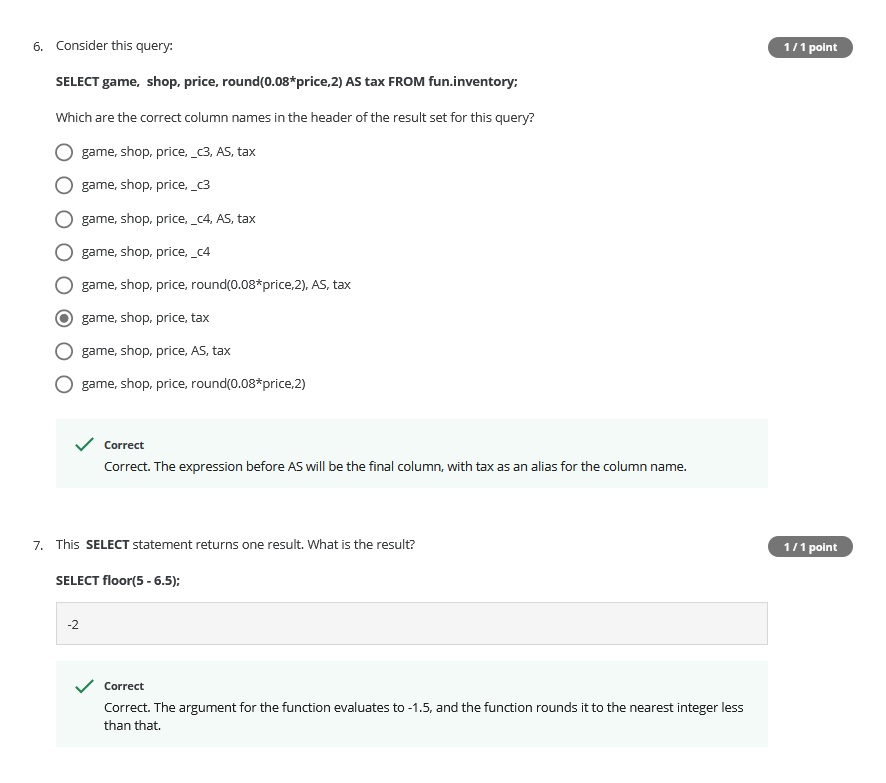 6. Consider this query:
1 / 1 point
SELECT game,  shop, price, round(0.08*price,2) AS tax FROM fun.inventory;
Which are the correct column names in the header of the result set for this query?
game, shop, price, _c3, AS, tax
game, shop, price, _c3
game, shop, price, _c4, AS, tax
game, shop, price, _c4
game, shop, price, round(0.08*price,2), AS, tax
game, shop, price, tax
game, shop, price, AS, tax
game, shop, price, round(0.08*price,2)
Correct
Correct. The expression before AS will be the final column, with tax as an alias for the column name.
7. This  SELECT statement returns one result. What is the result?
1 / 1 point
SELECT floor(5 - 6.5);
-2
Correct
Correct. The argument for the function evaluates to -1.5, and the function rounds it to the nearest integer less
than that.